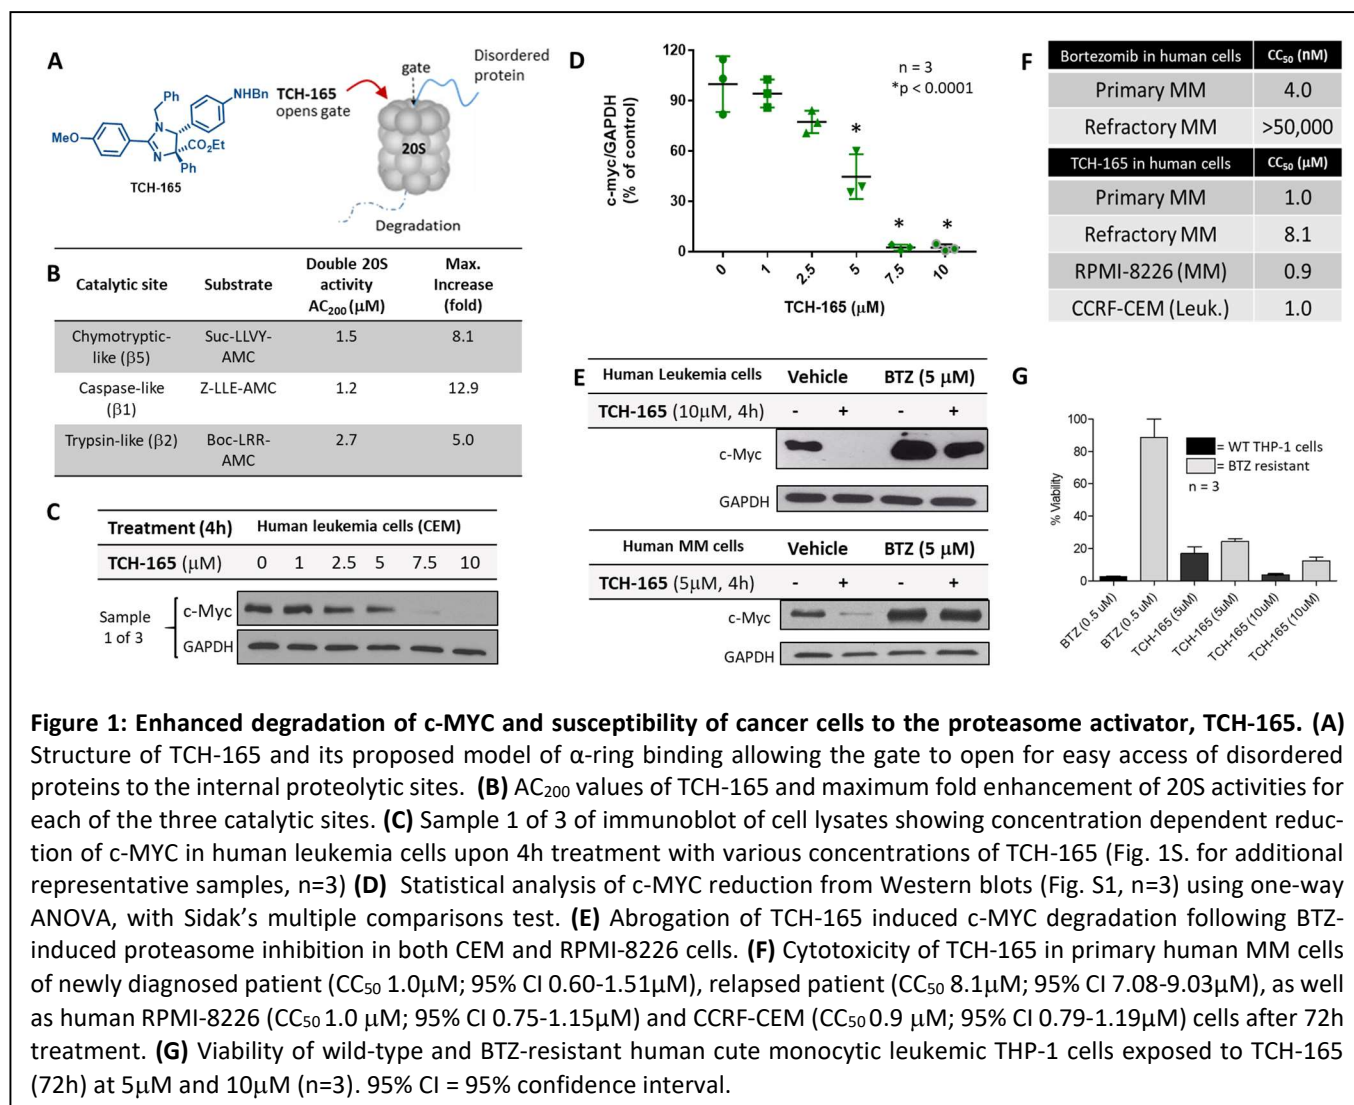 A
Ph
NHBn
N
MeO
N
CO₂Et
Ph
TCH-165
TCH-165
opens gate
gate
Disordered
protein
20S
Degradation
B
Catalytic site Substrate Double 20S activity AC₂₀₀ (μM) Max. Increase (fold)
Chymotryptic-like (β5) Suc-LLVY-AMC 1.5 8.1
Caspase-like (β1) Z-LLE-AMC 1.2 12.9
Trypsin-like (β2) Boc-LRR-AMC 2.7 5.0
C
Treatment (4h) Human leukemia cells (CEM)
TCH-165 (μM) 0 1 2.5 5 7.5 10
Sample
1 of 3
c-Myc
GAPDH
D
c-myc/GAPDH
(% of control)
120
90
60
30
0
n = 3
*p < 0.0001
* * *
0 1 2.5 5 7.5 10
TCH-165 (μM)
E
Human Leukemia cells Vehicle BTZ (5 μM)
TCH-165 (10μM, 4h) - + - +
c-Myc
GAPDH
Human MM cells Vehicle BTZ (5 μM)
TCH-165 (5μM, 4h) - + - +
c-Myc
GAPDH
F
Bortezomib in human cells CC₅₀ (nM)
Primary MM 4.0
Refractory MM >50,000
TCH-165 in human cells CC₅₀ (μM)
Primary MM 1.0
Refractory MM 8.1
RPMI-8226 (MM) 0.9
CCRF-CEM (Leuk.) 1.0
G
% Viability
100
80
60
40
20
0
= WT THP-1 cells
= BTZ resistant
n = 3
BTZ (0.5 uM)
BTZ (0.5 uM)
TCH-165 (5uM)
TCH-165 (5uM)
TCH-165 (10uM)
TCH-165 (10uM)
Figure 1: Enhanced degradation of c-MYC and susceptibility of cancer cells to the proteasome activator, TCH-165. (A)
Structure of TCH-165 and its proposed model of α-ring binding allowing the gate to open for easy access of disordered
proteins to the internal proteolytic sites. (B) AC₂₀₀ values of TCH-165 and maximum fold enhancement of 20S activities for
each of the three catalytic sites. (C) Sample 1 of 3 of immunoblot of cell lysates showing concentration dependent reduc-
tion of c-MYC in human leukemia cells upon 4h treatment with various concentrations of TCH-165 (Fig. 1S. for additional
representative samples, n=3) (D) Statistical analysis of c-MYC reduction from Western blots (Fig. S1, n=3) using one-way
ANOVA, with Sidak's multiple comparisons test. (E) Abrogation of TCH-165 induced c-MYC degradation following BTZ-
induced proteasome inhibition in both CEM and RPMI-8226 cells. (F) Cytotoxicity of TCH-165 in primary human MM cells
of newly diagnosed patient (CC₅₀ 1.0μM; 95% CI 0.60-1.51μM), relapsed patient (CC₅₀ 8.1μM; 95% CI 7.08-9.03μM), as well
as human RPMI-8226 (CC₅₀ 1.0 μM; 95% CI 0.75-1.15μM) and CCRF-CEM (CC₅₀ 0.9 μM; 95% CI 0.79-1.19μM) cells after 72h
treatment. (G) Viability of wild-type and BTZ-resistant human cute monocytic leukemic THP-1 cells exposed to TCH-165
(72h) at 5μM and 10μM (n=3). 95% CI = 95% confidence interval.